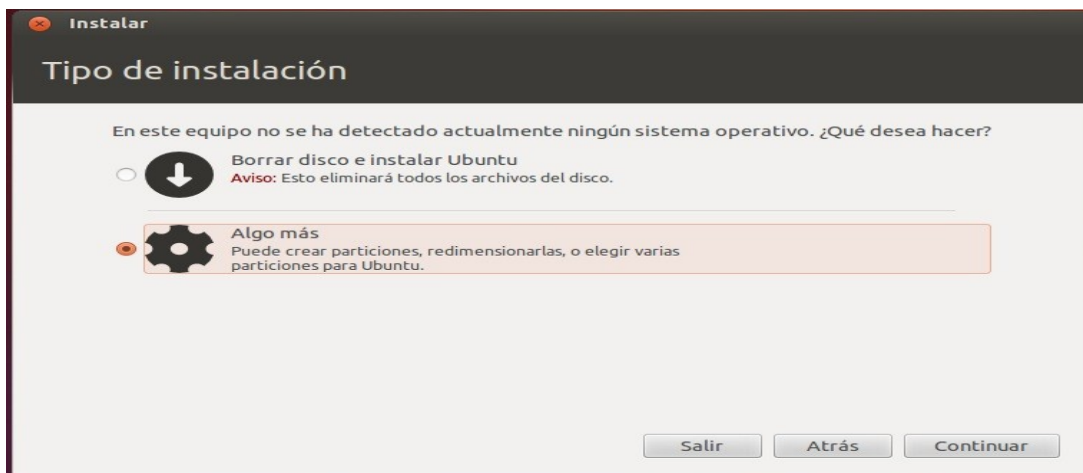 Instalar
Tipo de instalación
En este equipo no se ha detectado actualmente ningún sistema operativo. ¿Qué desea hacer?
Borrar disco e instalar Ubuntu
Aviso: Esto eliminará todos los archivos del disco.
Algo más
Puede crear particiones, redimensionarlas, o elegir varias
particiones para Ubuntu.
Salir Atrás Continuar